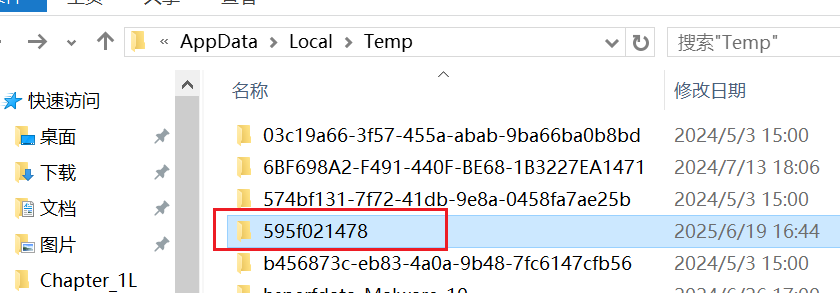 « AppData > Local > Temp
搜索"Temp"
名称
修改日期
快速访问
桌面
下载
文档
图片
Chapter_1L
03c19a66-3f57-455a-abab-9ba66ba0b8bd
2024/5/3 15:00
6BF698A2-F491-440F-BE68-1B3227EA1471
2024/7/13 18:06
574bf131-7f72-41db-9e8a-0458fa7ae25b
2024/5/3 15:00
595f021478
2025/6/19 16:44
b456873c-eb83-4a0a-9b48-7fc6147cfb56
2024/5/3 15:00